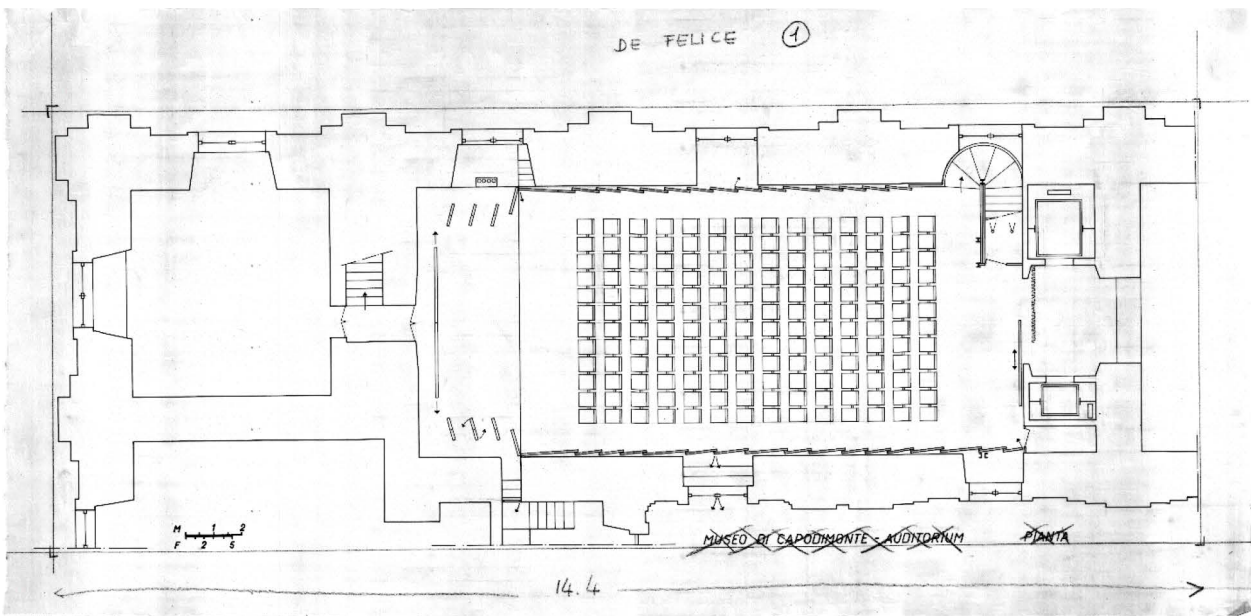 DE FELICE 1
M 1 2
F 2 5
MUSEO DI CAPODIMONTE - AUDITORIUM PIANTA
14.4